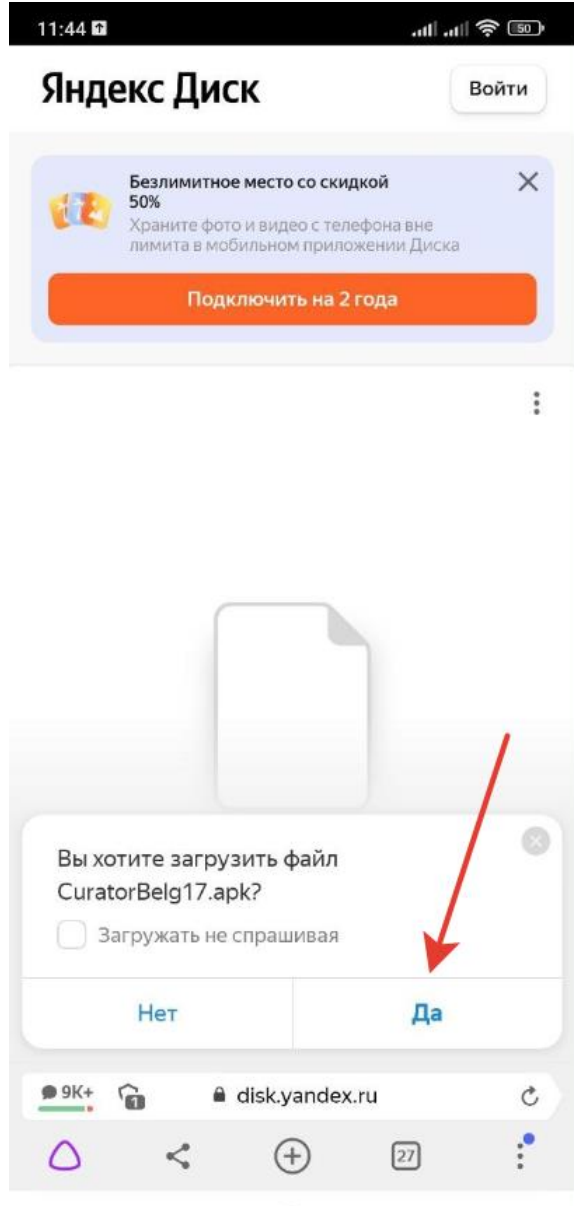 11:44
50
Яндекс Диск
Войти
Безлимитное место со скидкой
50%
Храните фото и видео с телефона вне
лимита в мобильном приложении Диска
Подключить на 2 года
Вы хотите загрузить файл
CuratorBelg17.apk?
Загружать не спрашивая
Нет
Да
9K+
1
disk.yandex.ru
27